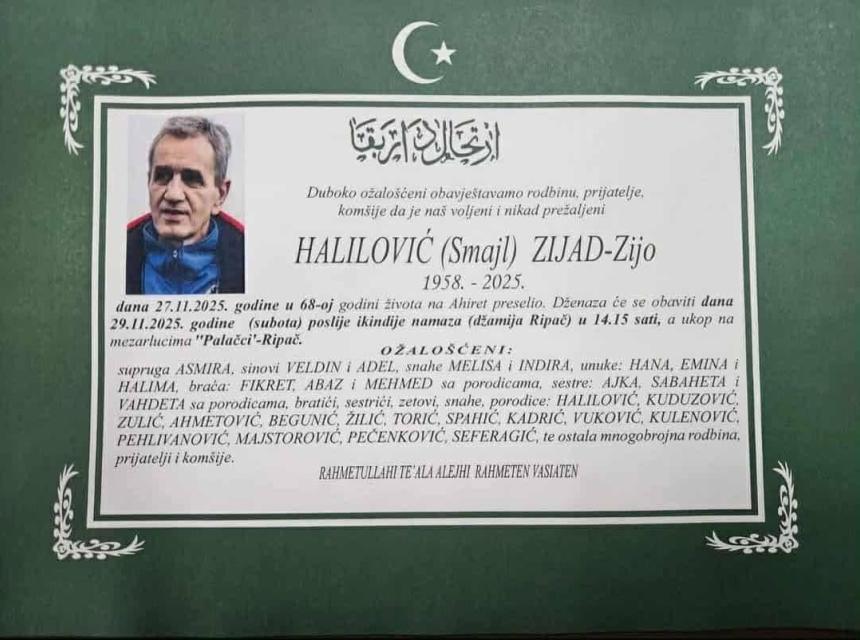 ارتحال دار بقا
Duboko ožalošćeni obavještavamo rodbinu, prijatelje,
komšije da je naš voljeni i nikad prežaljeni
HALILOVIĆ (Smajl) ZIJAD-Zijo
1958. - 2025.
dana 27.11.2025. godine u 68-oj godini života na Ahiret preselio. Dženaza će se obaviti dana
29.11.2025. godine (subota) poslije ikindije namaza (džamija Ripač) u 14.15 sati, a ukop na
mezarlucima "Palačci'-Ripač.
OŽALOŠĆENI:
supruga ASMIRA, sinovi VELDIN i ADEL, snahe MELISA i INDIRA, unuke: HANA, EMINA i
HALIMA, braća: FIKRET, ABAZ i MEHMED sa porodicama, sestre: AJKA, SABAHETA i
VAHDETA sa porodicama, bratići, sestrići, zetovi, snahe, porodice: HALILOVIĆ, KUDUZOVIĆ,
ZULIĆ, AHMETOVIĆ, BEGUNIĆ, ŽILIĆ, TORIĆ, SPAHIĆ, KADRIĆ, VUKOVIĆ, KULENOVIĆ,
PEHLIVANOVIĆ, MAJSTOROVIĆ, PEČENKOVIĆ, SEFERAGIĆ, te ostala mnogobrojna rodbina,
prijatelji i komšije.
RAHMETULLAHI TE'ALA ALEJHI RAHMETEN VASIATEN